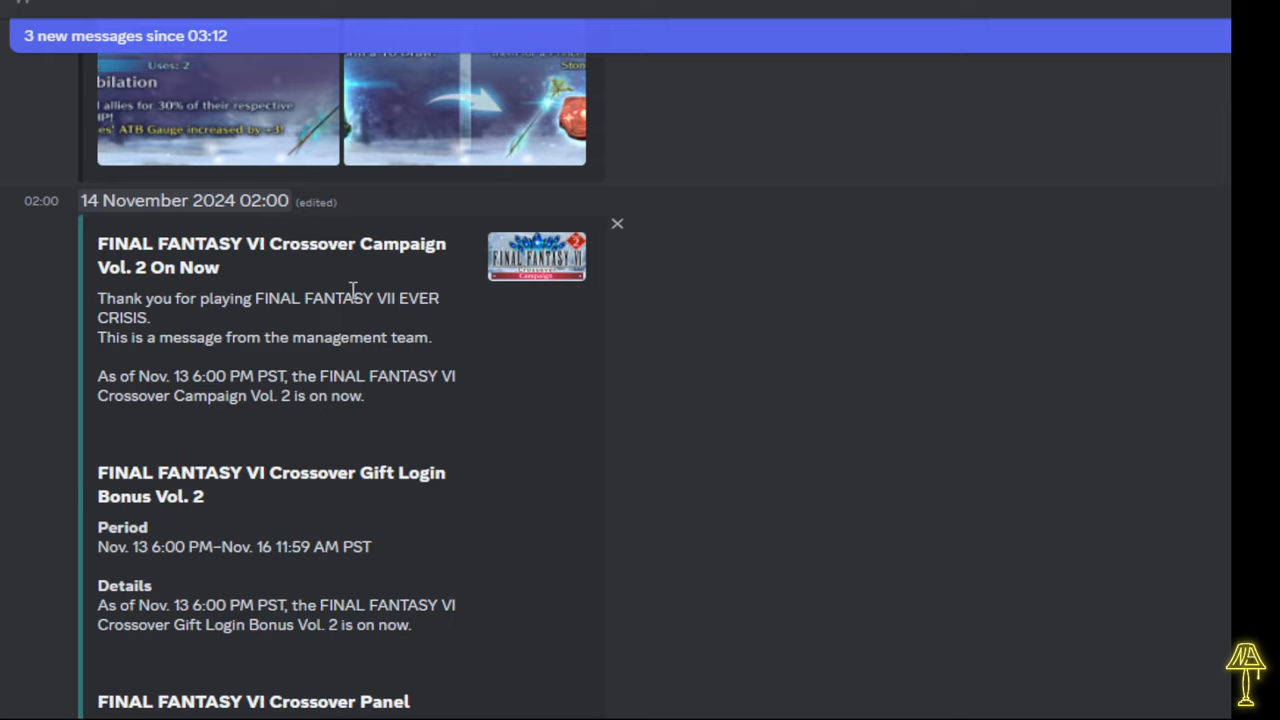 3 new messages since 03:12
Uses: 2
bilation
l allies for 30% of their respective
IP!
es' ATB Gauge increased by +3!
Ston
02:00
14 November 2024 02:00 (edited)
FINAL FANTASY VI Crossover Campaign
Vol. 2 On Now
2
FINAL FANTASY VI
Crossover
Campaign
Thank you for playing FINAL FANTASY VII EVER
CRISIS.
This is a message from the management team.
As of Nov. 13 6:00 PM PST, the FINAL FANTASY VI
Crossover Campaign Vol. 2 is on now.
FINAL FANTASY VI Crossover Gift Login
Bonus Vol. 2
Period
Nov. 13 6:00 PM–Nov. 16 11:59 AM PST
Details
As of Nov. 13 6:00 PM PST, the FINAL FANTASY VI
Crossover Gift Login Bonus Vol. 2 is on now.
FINAL FANTASY VI Crossover Panel
NA